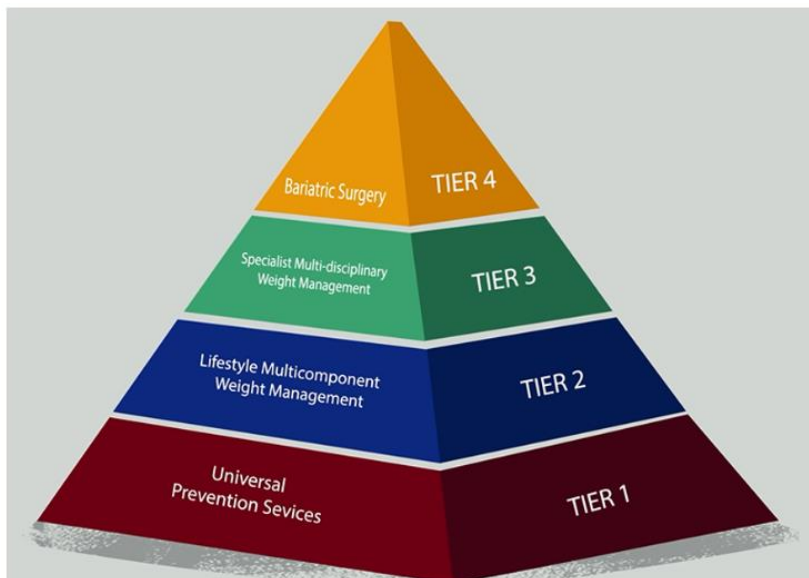 Bariatric Surgery
TIER 4
Specialist Multi-disciplinary
Weight Management
TIER 3
Lifestyle Multicomponent
Weight Management
TIER 2
Universal
Prevention Sevices
TIER 1